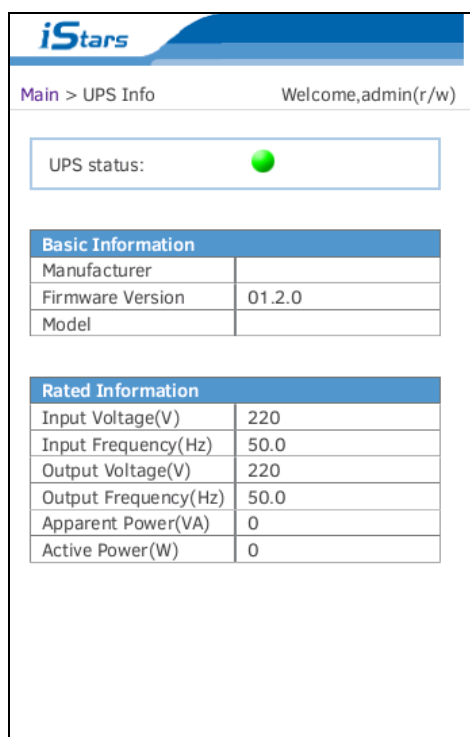 iStars
Main > UPS Info Welcome,admin(r/w)
UPS status:
Basic Information
Manufacturer
Firmware Version 01.2.0
Model
Rated Information
Input Voltage(V) 220
Input Frequency(Hz) 50.0
Output Voltage(V) 220
Output Frequency(Hz) 50.0
Apparent Power(VA) 0
Active Power(W) 0